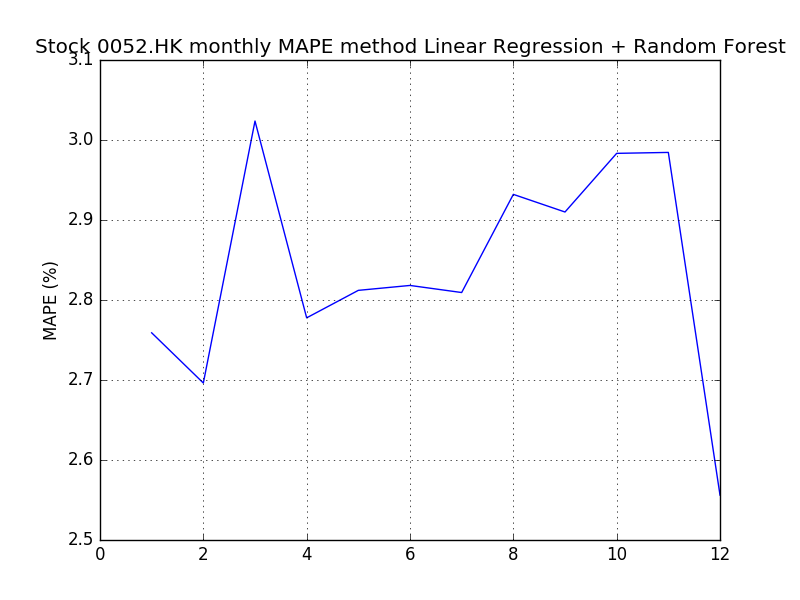 Stock 0052.HK monthly MAPE method Linear Regression + Random Forest
3.1
3.0
2.9
2.8
2.7
2.6
2.5
MAPE (%)
0 2 4 6 8 10 12